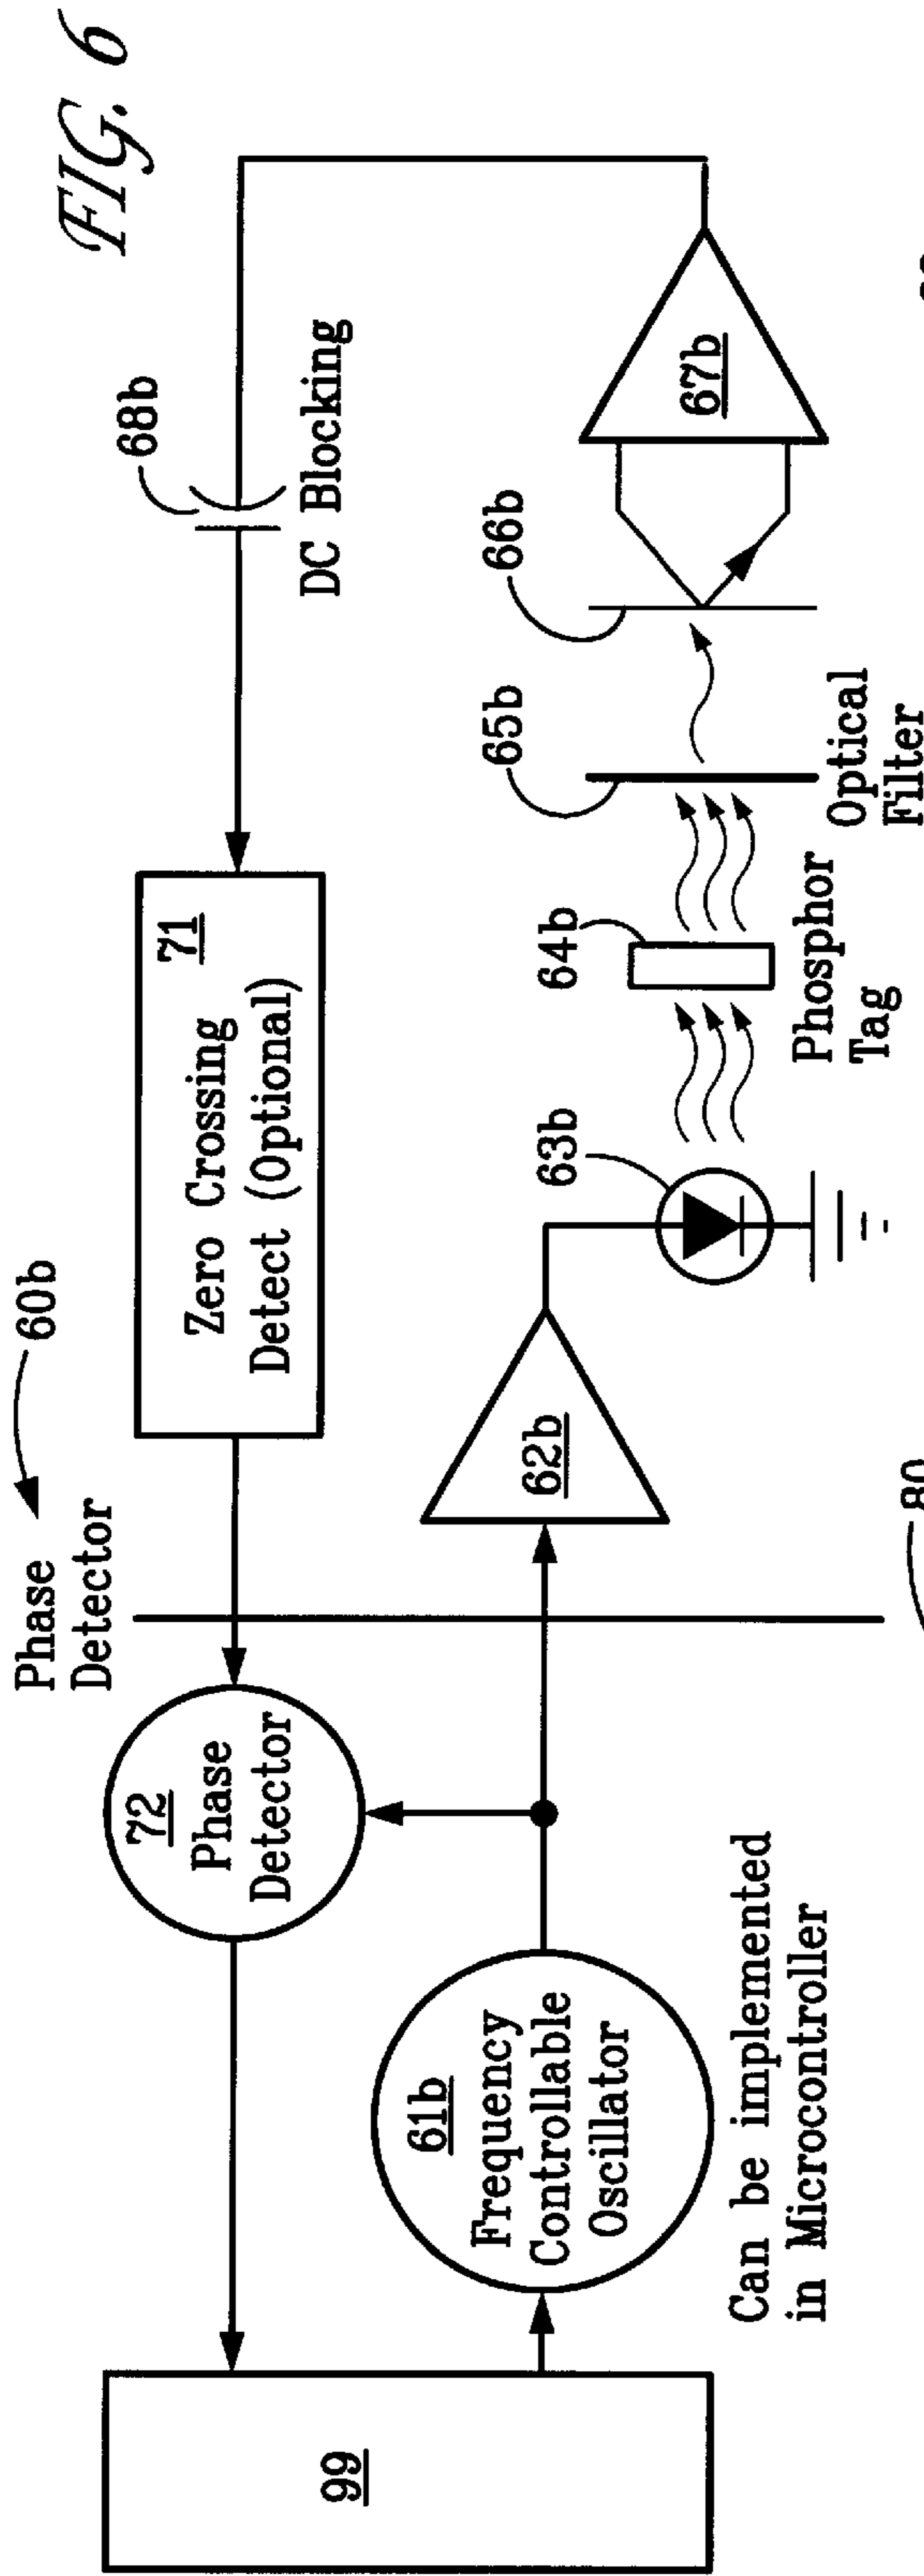 FIG. 6
Phase
Detector
60b
68b
DC Blocking
71
Zero Crossing
Detect (Optional)
72
Phase
Detector
99
61b
Frequency
Controllable
Oscillator
Can be implemented
in Microcontroller
62b
63b
64b
Phosphor
Tag
65b
Optical
Filter
66b
67b
80